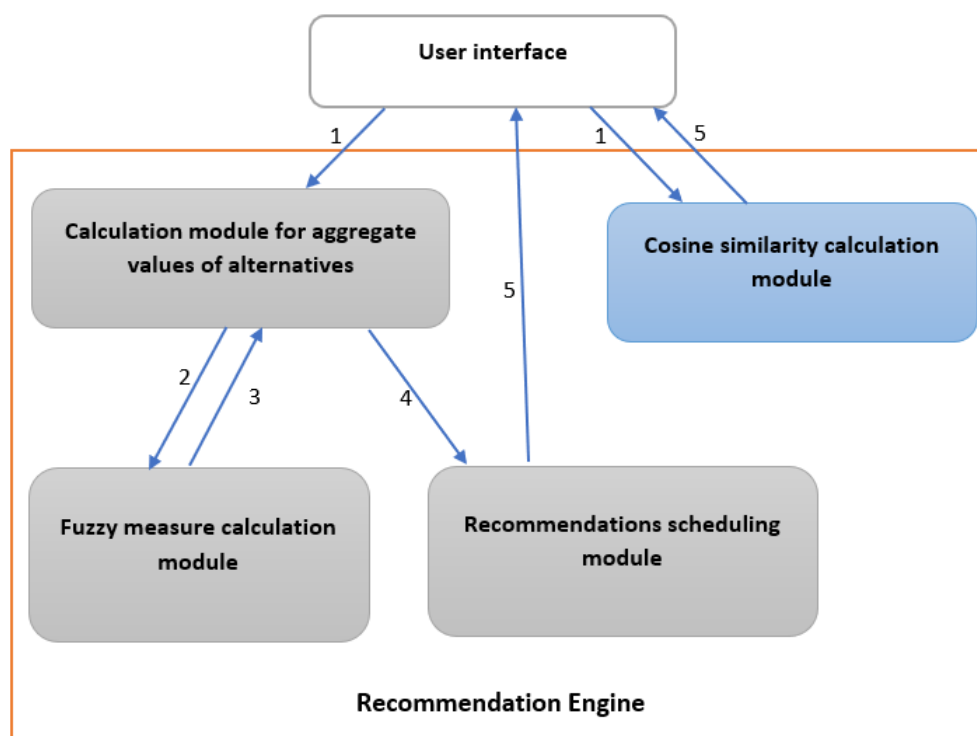 User interface
1
1
5
Calculation module for aggregate
values of alternatives
Cosine similarity calculation
module
5
2
3
4
Fuzzy measure calculation
module
Recommendations scheduling
module
Recommendation Engine